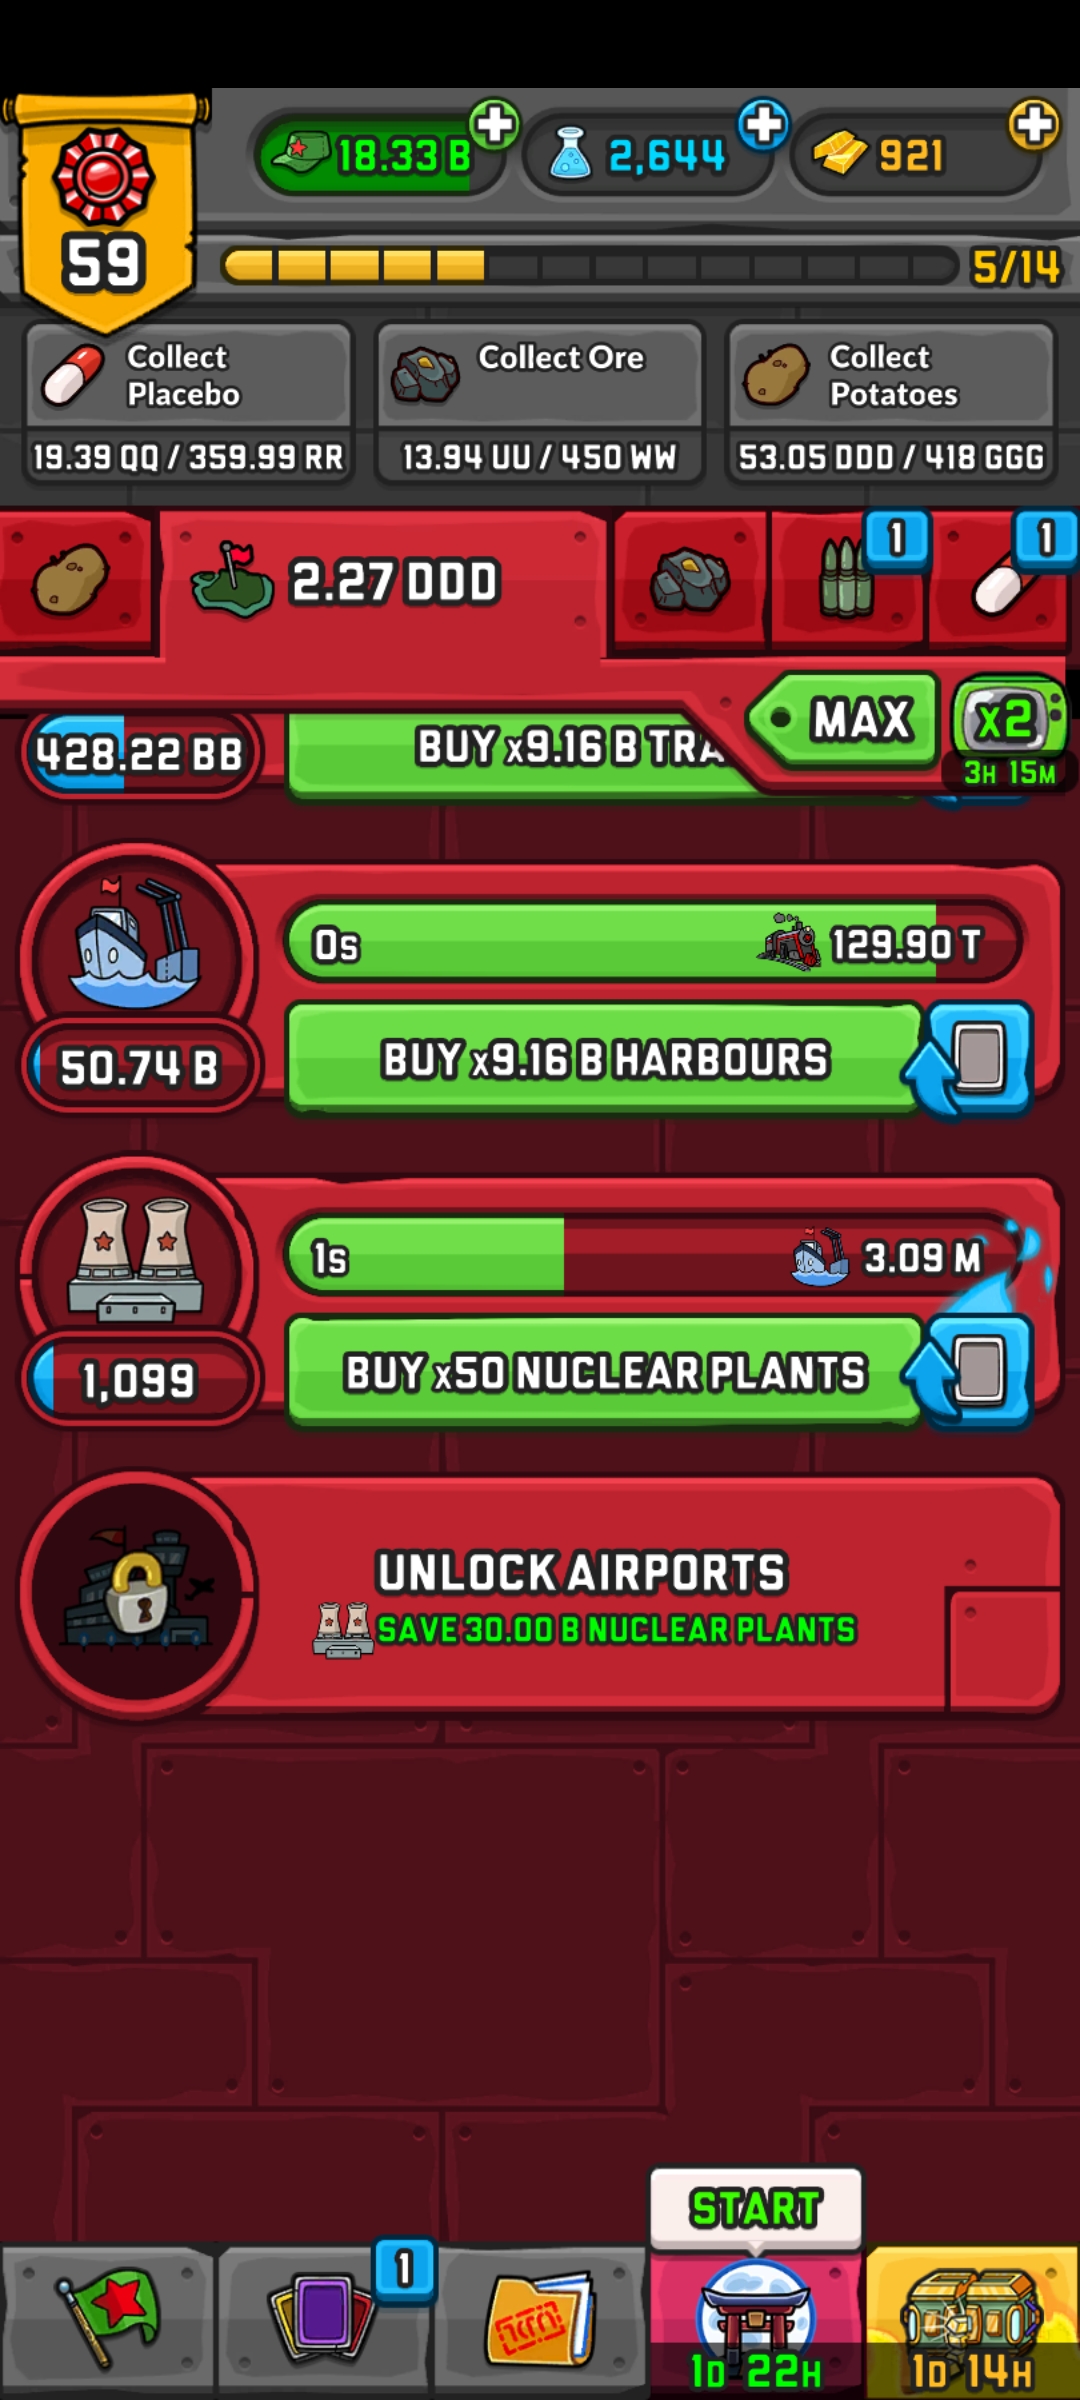 18.33 B
2,644
921
59
5/14
Collect
Placebo
19.39 QQ / 359.99 RR
Collect Ore
13.94 UU / 450 WW
Collect
Potatoes
53.05 DDD / 418 GGG
2.27 DDD
1
1
MAX
x2
3H 15M
428.22 BB
BUY x9.16 B TRA
0s
129.90 T
50.74 B
BUY x9.16 B HARBOURS
1s
3.09 M
1,099
BUY x50 NUCLEAR PLANTS
UNLOCK AIRPORTS
SAVE 30.00 B NUCLEAR PLANTS
START
1
1D 22H
1D 14H